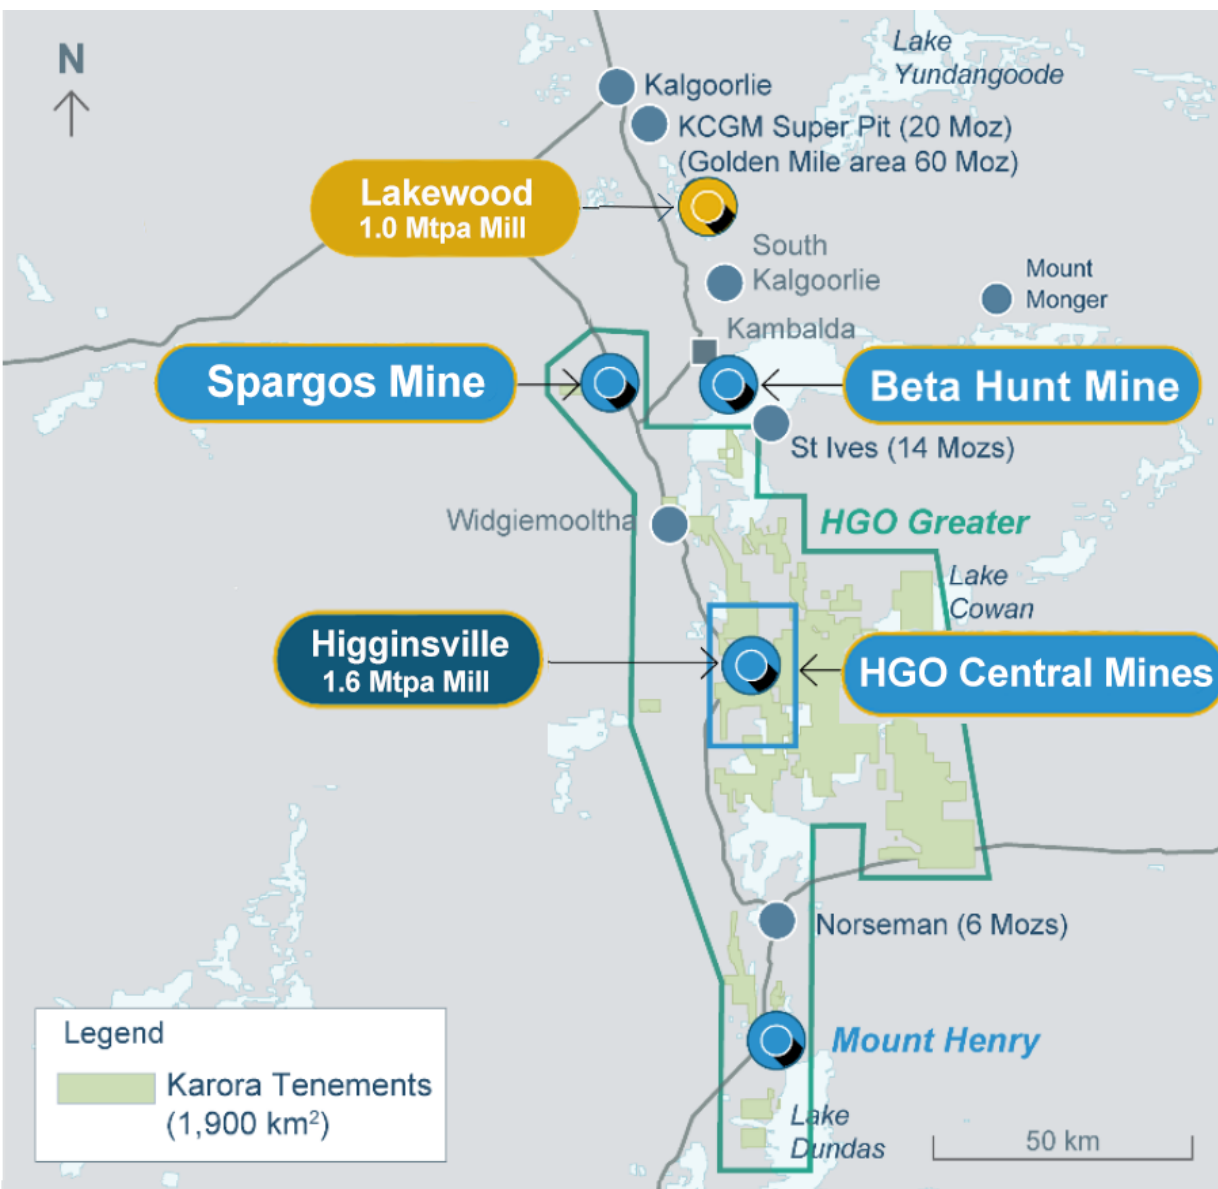 N
Lake
Yundangoode
Kalgoorlie
KCGM Super Pit (20 Moz)
(Golden Mile area 60 Moz)
Lakewood
1.0 Mtpa Mill
South
Kalgoorlie
Mount
Monger
Kambalda
Spargos Mine
Beta Hunt Mine
St Ives (14 Mozs)
Widgiemooltha
HGO Greater
Lake
Cowan
Higginsville
1.6 Mtpa Mill
HGO Central Mines
Norseman (6 Mozs)
Mount Henry
Legend
Karora Tenements
(1,900 km²)
Lake
Dundas
50 km